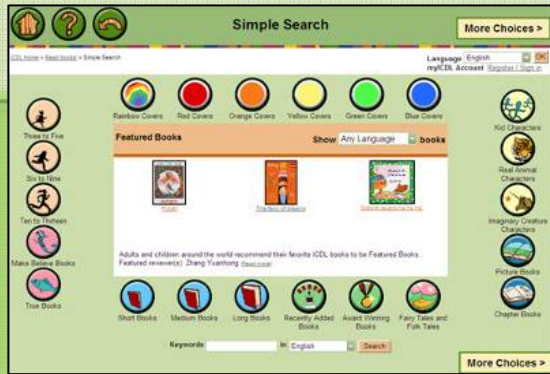 Simple Search
More Choices >
ICDL Home > Read books! > Simple Search
Language English OK
myICDL Account Register / Sign in
Rainbow Covers Red Covers Orange Covers Yellow Covers Green Covers Blue Covers
Three to Five
Six to Nine
Ten to Thirteen
Make Believe Books
True Books
Featured Books
Show Any Language books
Adults and children around the world recommend their favorite ICDL books to be Featured Books.
Featured reviewer(s): Zhang Yuanhong Read more!
Kid Characters
Real Animal Characters
Imaginary Creature Characters
Picture Books
Chapter Books
Short Books Medium Books Long Books Recently Added Books Award Winning Books Fairy Tales and Folk Tales
Keywords in English Search
More Choices >